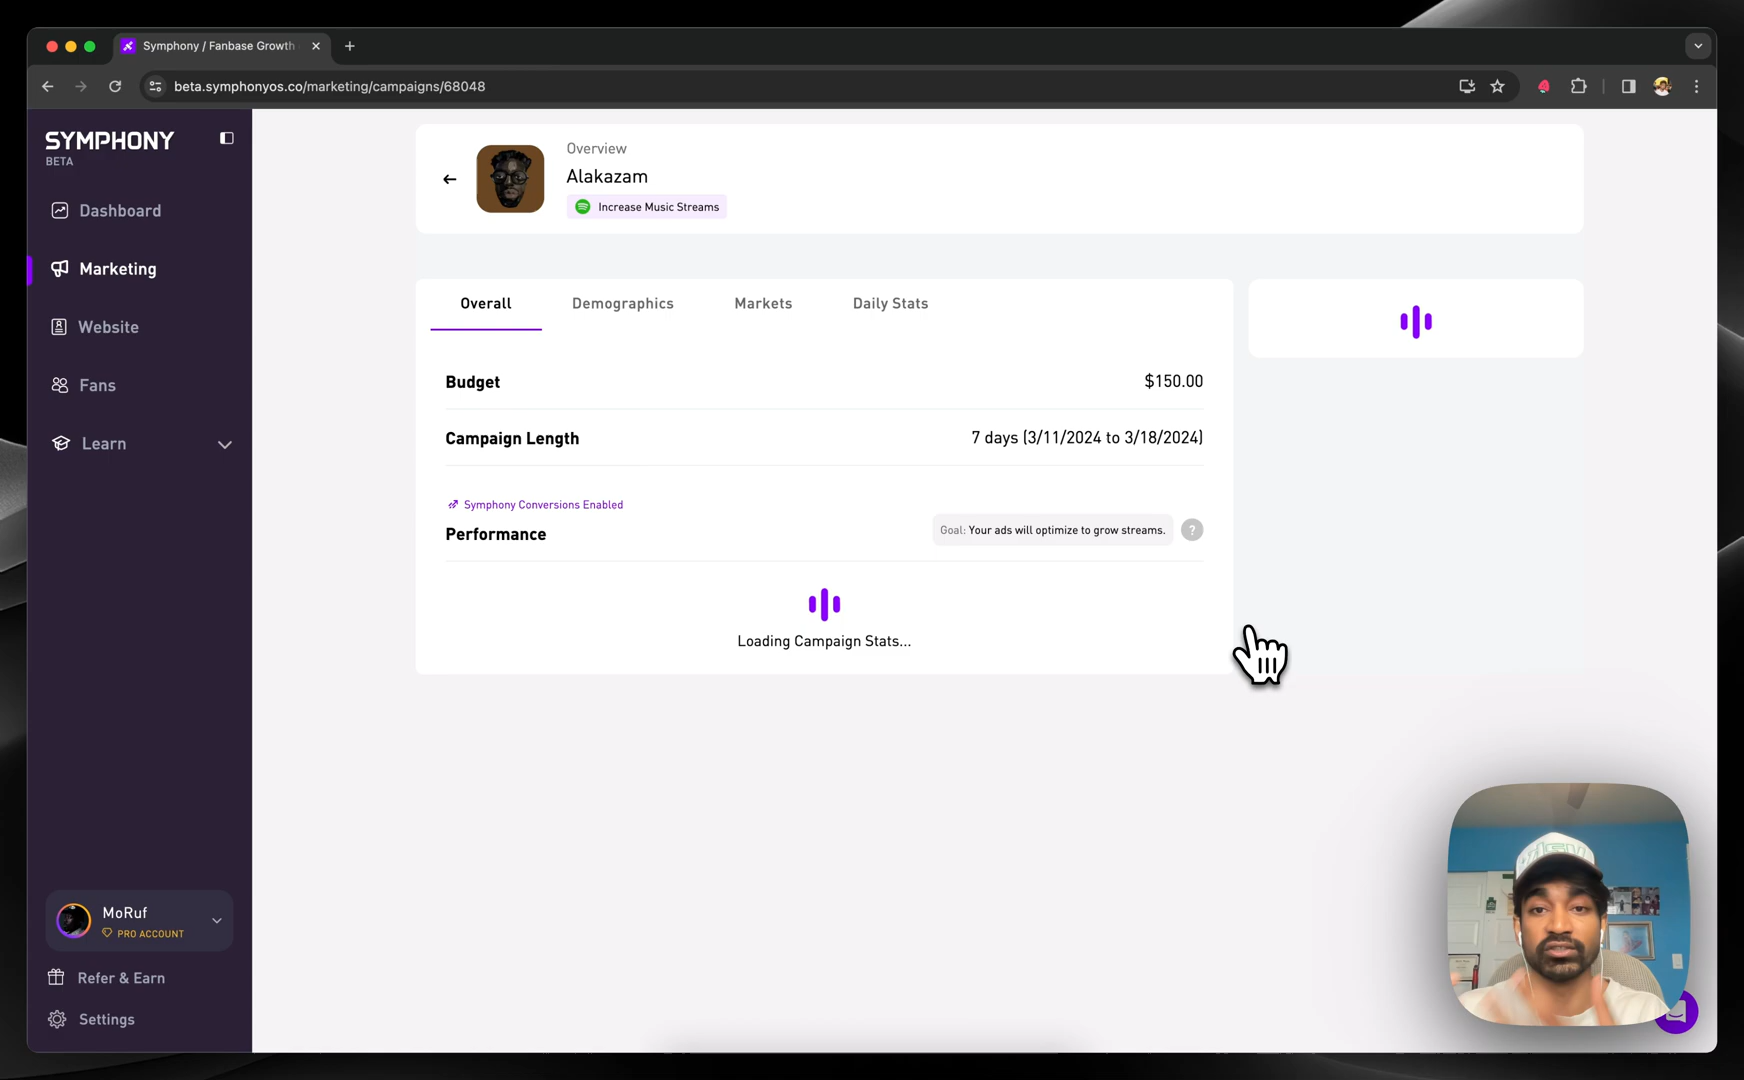 Symphony / Fanbase Growth
beta.symphonyos.co/marketing/campaigns/68048
SYMPHONY
BETA
Dashboard
Marketing
Website
Fans
Learn
MoRuf
PRO ACCOUNT
Refer & Earn
Settings
Overview
Alakazam
Increase Music Streams
Overall
Demographics
Markets
Daily Stats
Budget
$150.00
Campaign Length
7 days (3/11/2024 to 3/18/2024)
Symphony Conversions Enabled
Performance
Goal: Your ads will optimize to grow streams.
?
Loading Campaign Stats...